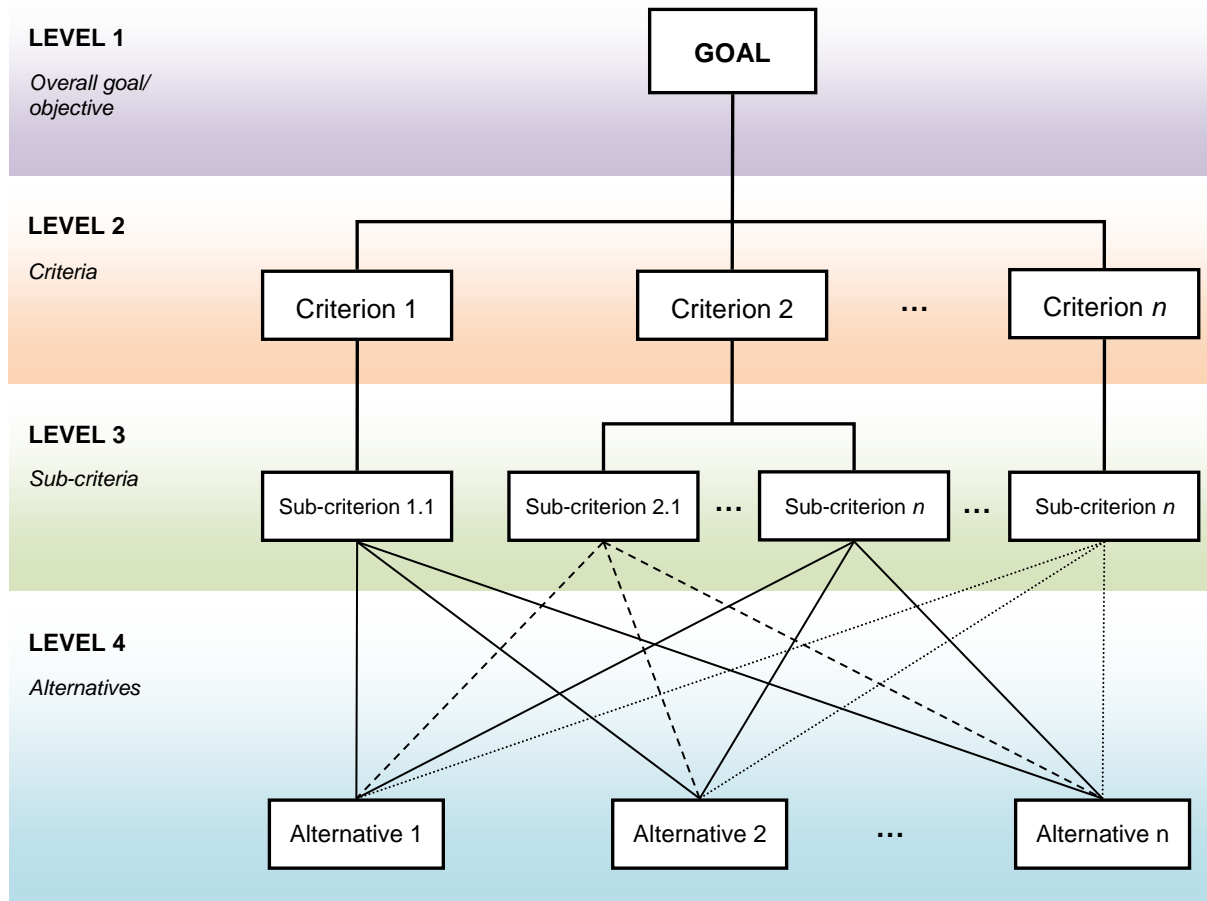 LEVEL 1
Overall goal/
objective
GOAL
LEVEL 2
Criteria
Criterion 1
Criterion 2
...
Criterion n
LEVEL 3
Sub-criteria
Sub-criterion 1.1
Sub-criterion 2.1
...
Sub-criterion n
...
Sub-criterion n
LEVEL 4
Alternatives
Alternative 1
Alternative 2
...
Alternative n